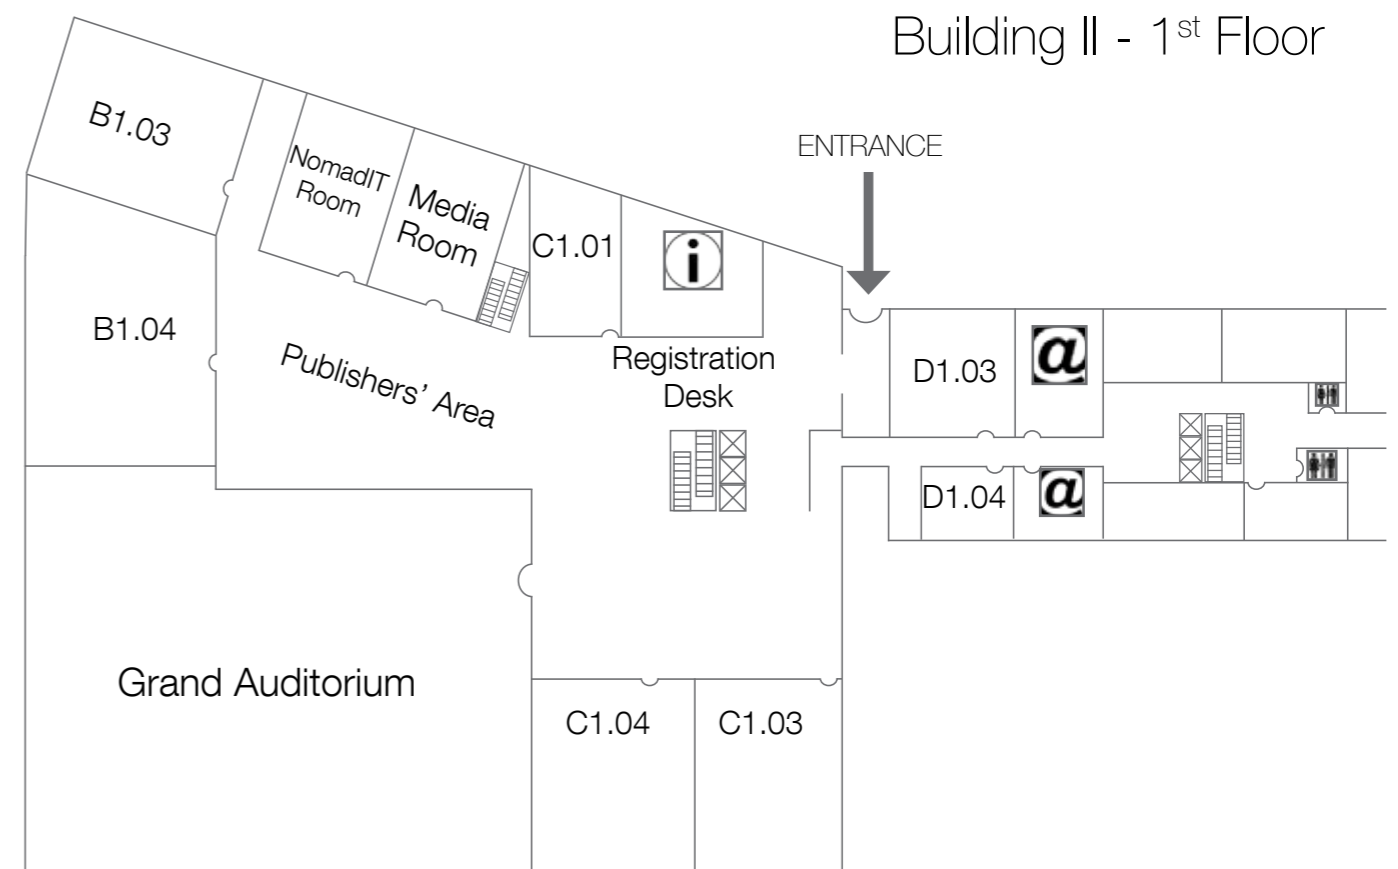 Building II - 1st Floor
ENTRANCE
B1.03
NomadIT
Room
Media
Room
C1.01
i
B1.04
Publishers' Area
Registration
Desk
D1.03
@
D1.04
@
Grand Auditorium
C1.04
C1.03